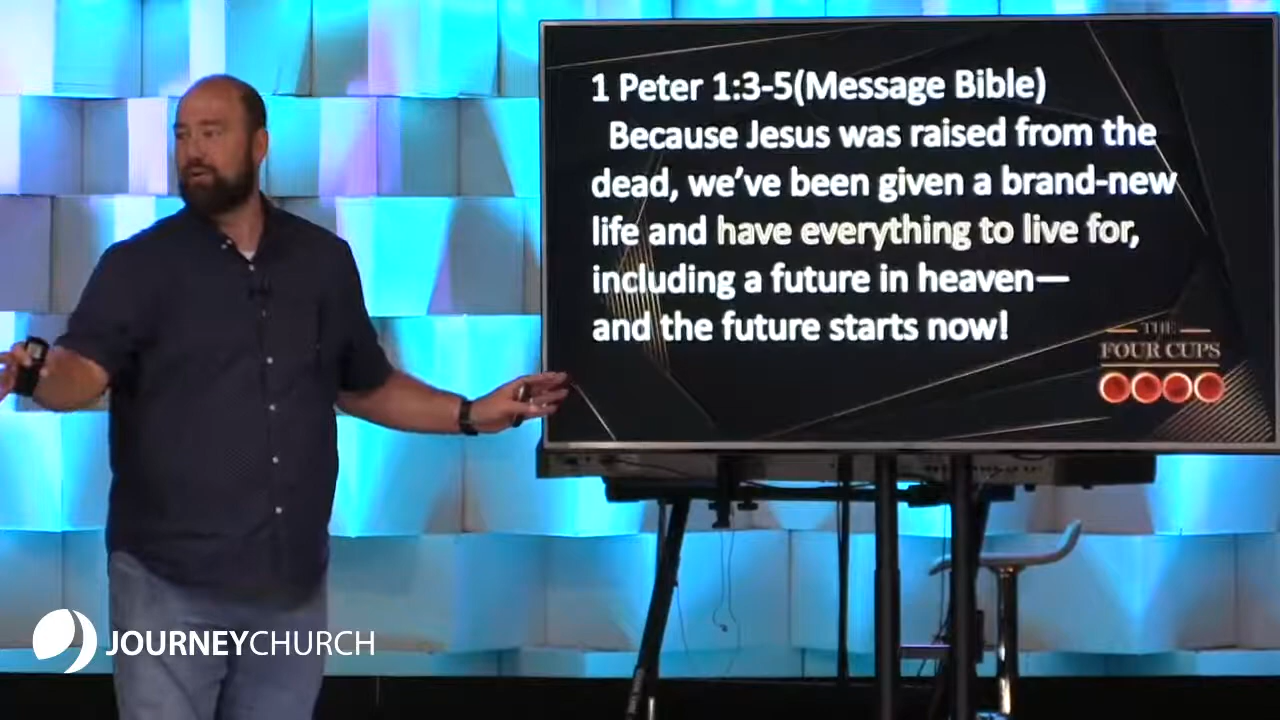 1 Peter 1:3-5(Message Bible)
Because Jesus was raised from the
dead, we've been given a brand-new
life and have everything to live for,
including a future in heaven—
and the future starts now!
THE
FOUR CUPS
JOURNEYCHURCH